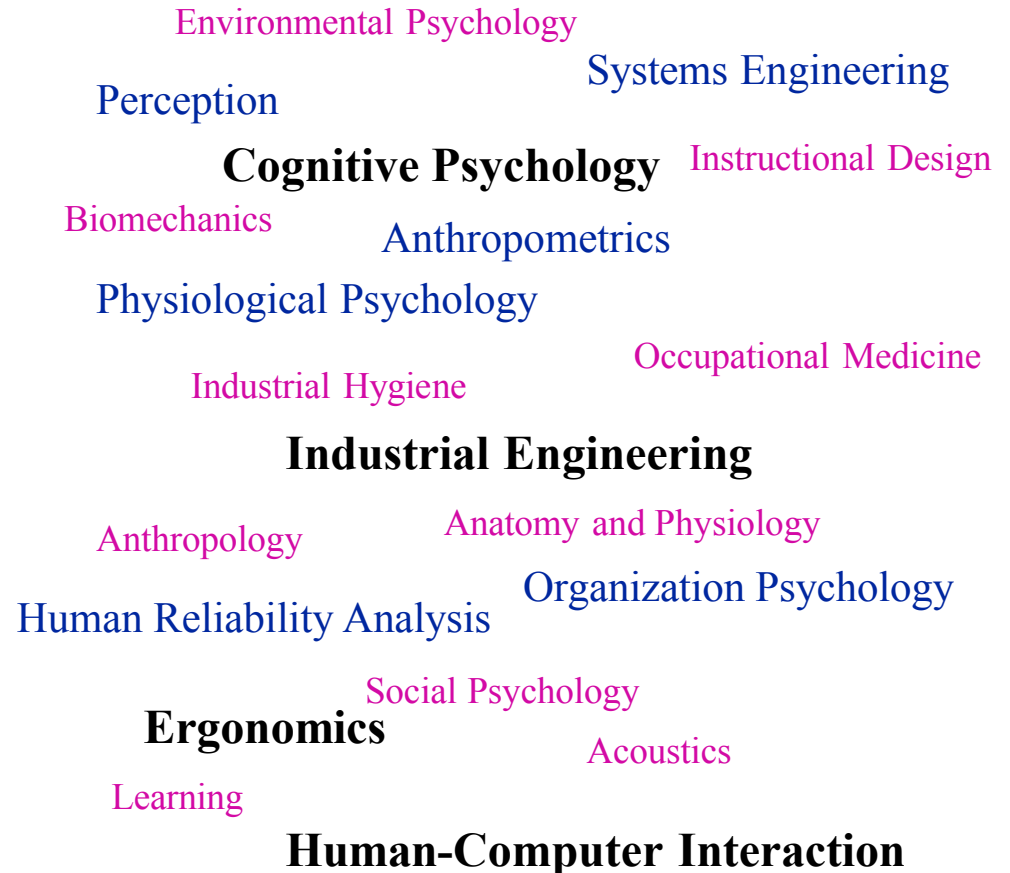 Environmental Psychology
Systems Engineering
Perception
Cognitive Psychology
Instructional Design
Biomechanics
Anthropometrics
Physiological Psychology
Occupational Medicine
Industrial Hygiene
Industrial Engineering
Anatomy and Physiology
Anthropology
Organization Psychology
Human Reliability Analysis
Social Psychology
Ergonomics
Acoustics
Learning
Human-Computer Interaction